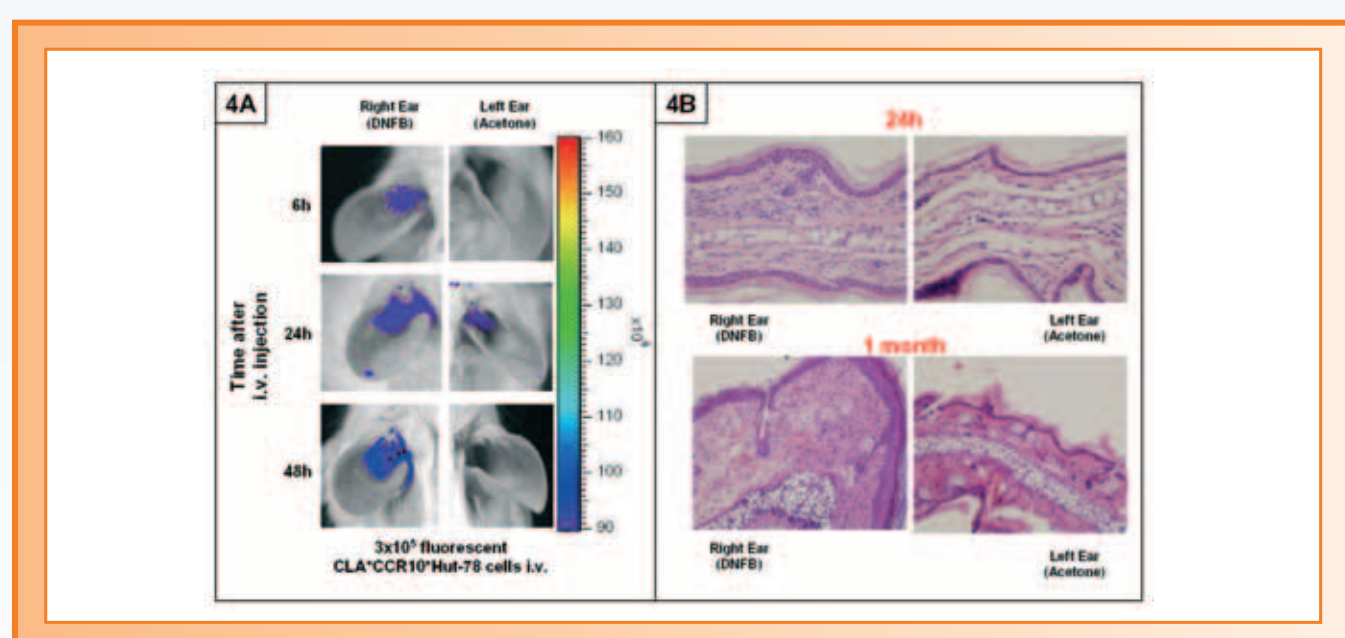 4A
Right Ear Left Ear
(DNFB) (Acetone)
6h
24h
48h
Time after
i.v. injection
160
150
140
130
120
110
100
90
3x10⁵ fluorescent
CLA⁺CCR10⁺Hut-78 cells i.v.
4B
24h
Right Ear Left Ear
(DNFB) (Acetone)
1 month
Right Ear Left Ear
(DNFB) (Acetone)